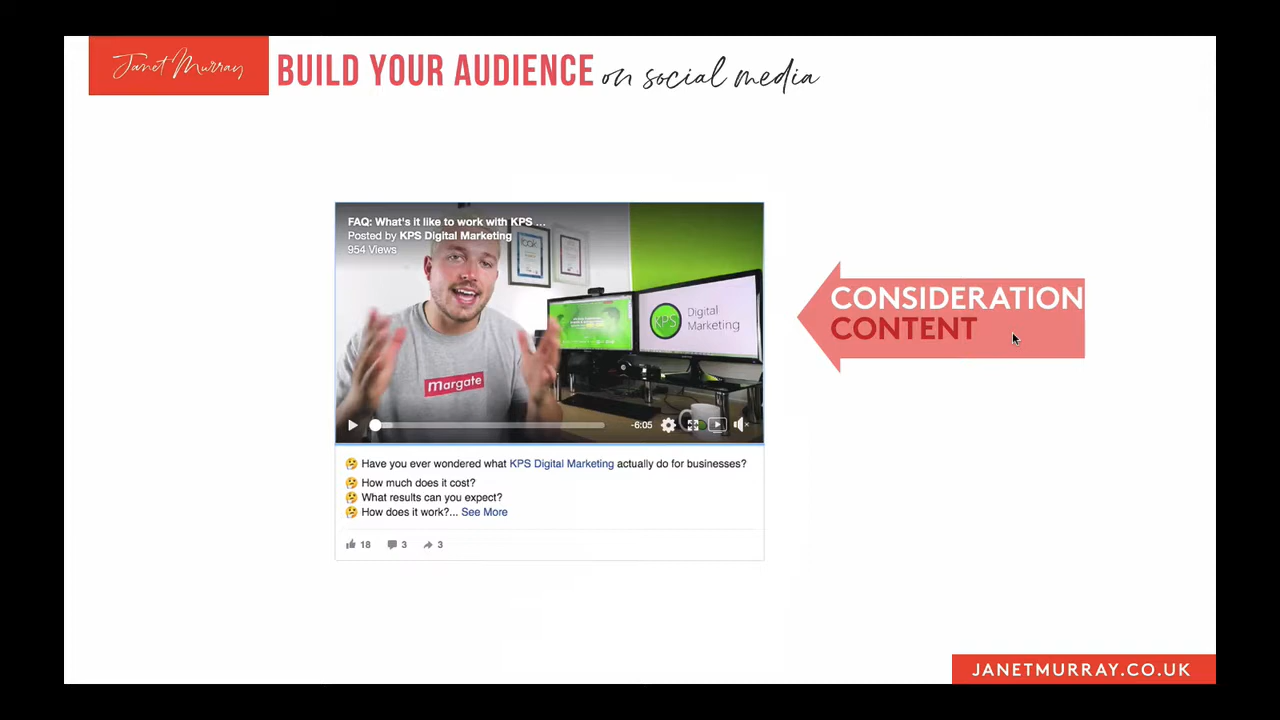 Janet Murray
BUILD YOUR AUDIENCE on social media
FAQ: What's it like to work with KPS ...
Posted by KPS Digital Marketing
954 Views
KPS Digital
Marketing
margate
CONSIDERATION
CONTENT
-6:05
🤔 Have you ever wondered what KPS Digital Marketing actually do for businesses?
🤔 How much does it cost?
🤔 What results can you expect?
🤔 How does it work?... See More
18 3 3
JANETMURRAY.CO.UK